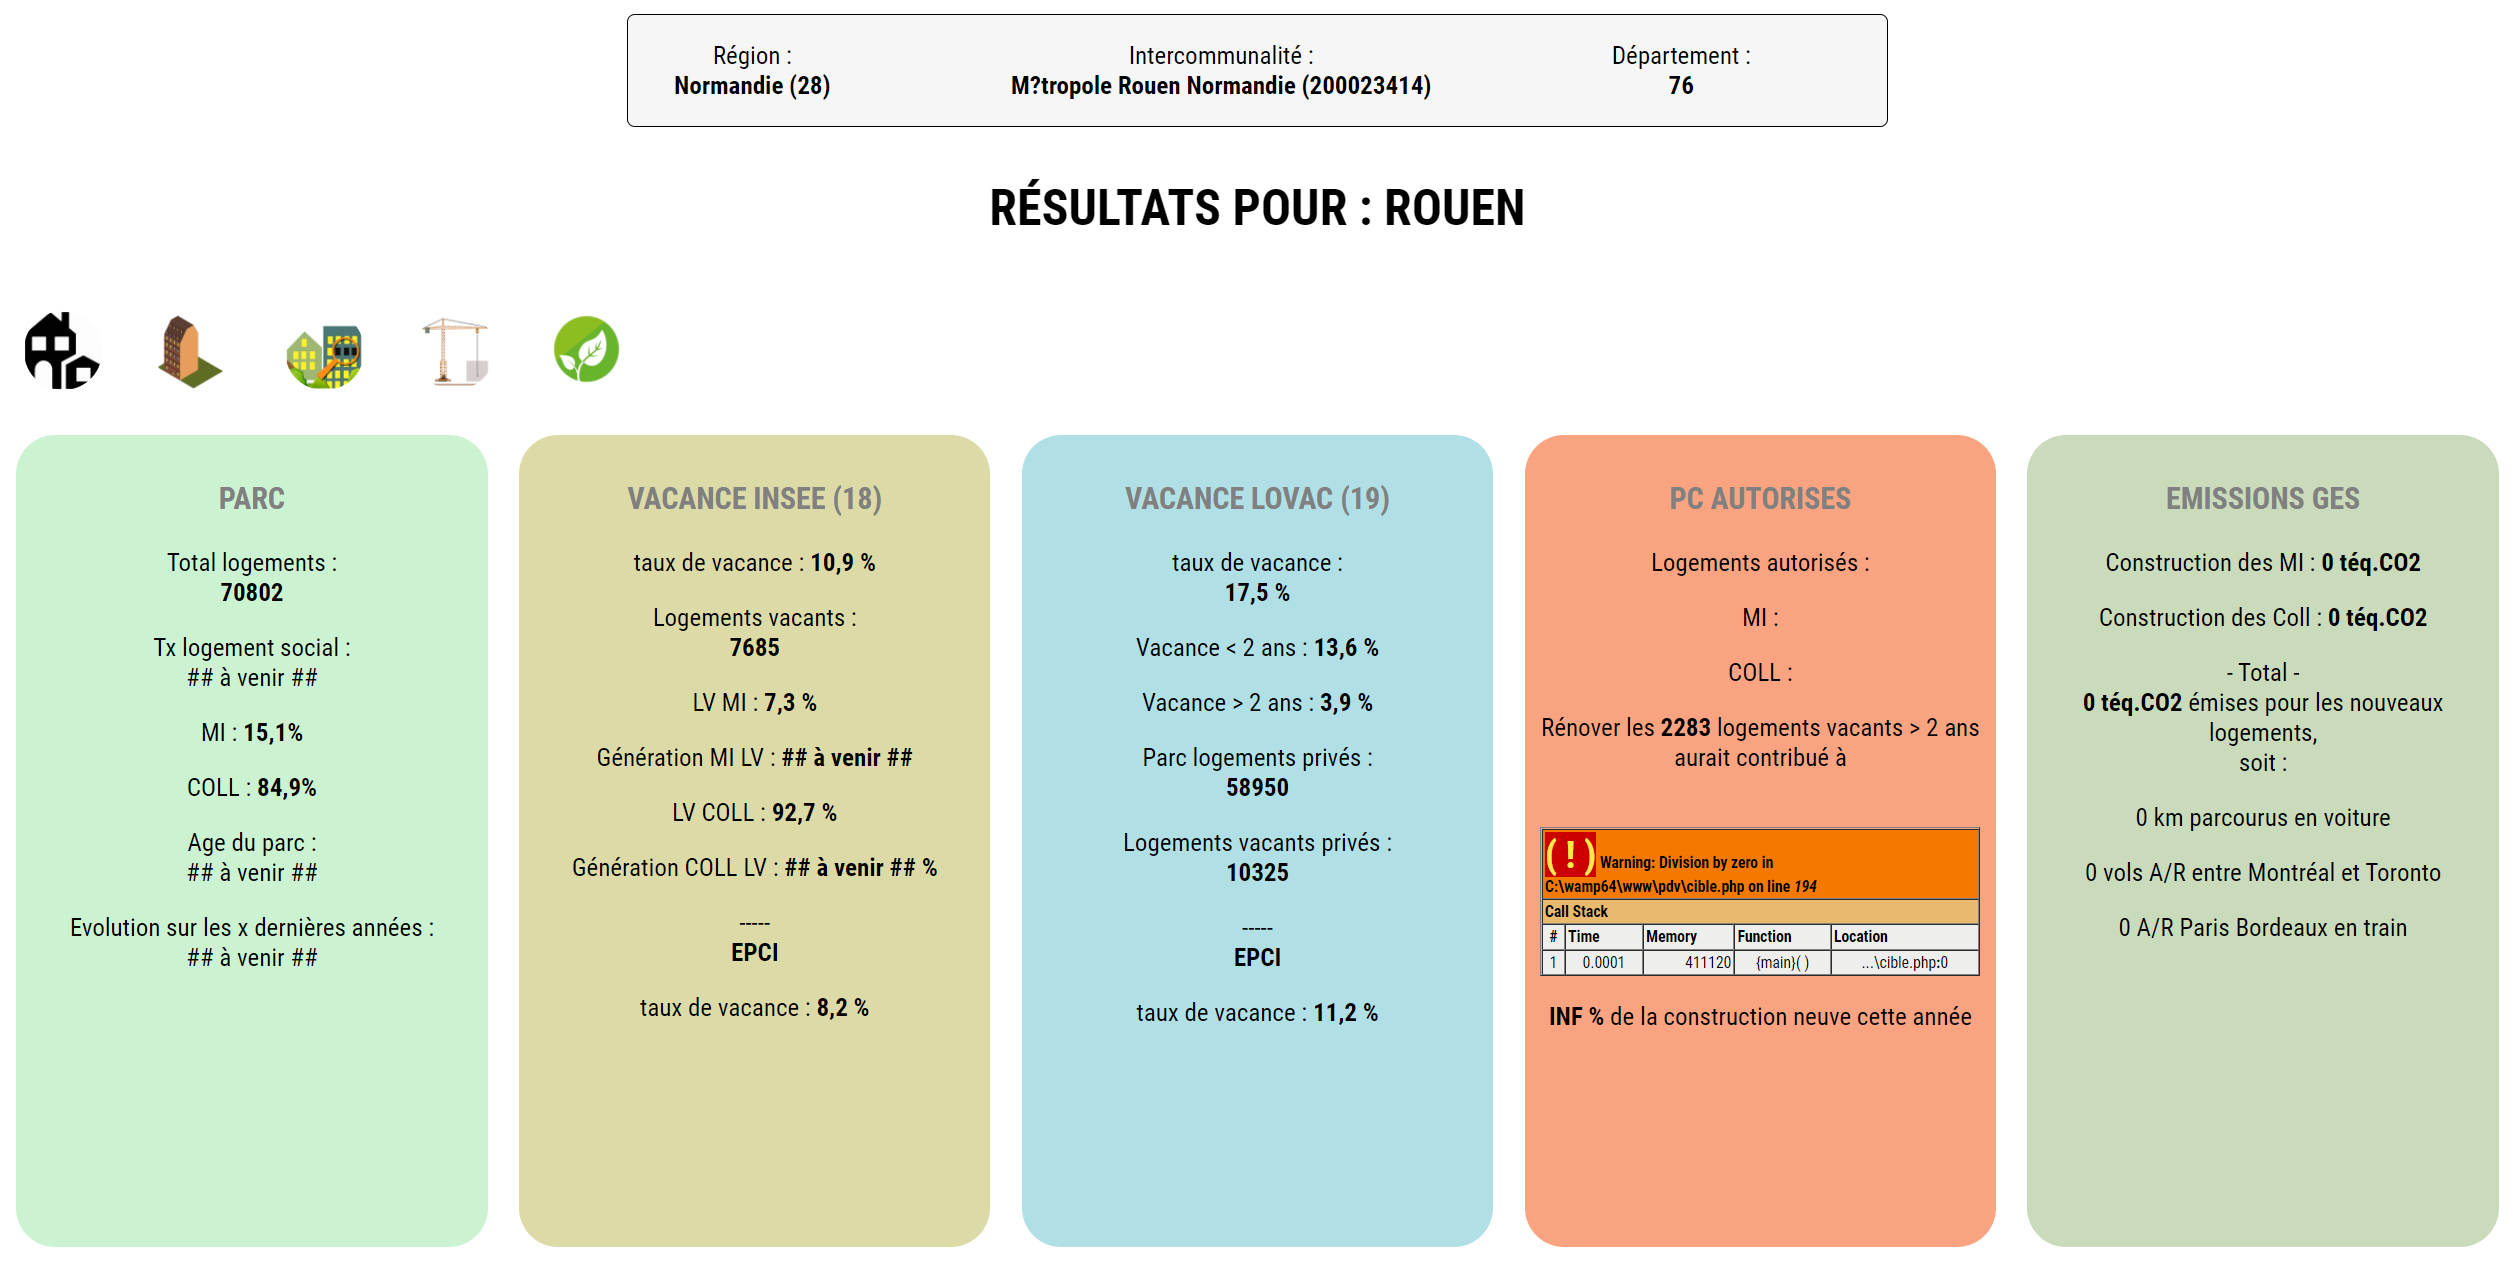 Région :
Normandie (28)
Intercommunalité :
M?tropole Rouen Normandie (200023414)
Département :
76
RÉSULTATS POUR : ROUEN
PARC
Total logements :
70802
Tx logement social :
## à venir ##
MI : 15,1%
COLL : 84,9%
Age du parc :
## à venir ##
Evolution sur les x dernières années :
## à venir ##
VACANCE INSEE (18)
taux de vacance : 10,9 %
Logements vacants :
7685
LV MI : 7,3 %
Génération MI LV : ## à venir ##
LV COLL : 92,7 %
Génération COLL LV : ## à venir ## %
-----
EPCI
taux de vacance : 8,2 %
VACANCE LOVAC (19)
taux de vacance :
17,5 %
Vacance < 2 ans : 13,6 %
Vacance > 2 ans : 3,9 %
Parc logements privés :
58950
Logements vacants privés :
10325
-----
EPCI
taux de vacance : 11,2 %
PC AUTORISES
Logements autorisés :
MI :
COLL :
Rénover les 2283 logements vacants > 2 ans
aurait contribué à
( ! ) Warning: Division by zero in
C:\wamp64\www\pdv\cible.php on line 194
Call Stack
# Time Memory Function Location
1 0.0001 411120 {main}( ) ...\cible.php:0
INF % de la construction neuve cette année
EMISSIONS GES
Construction des MI : 0 téq.CO2
Construction des Coll : 0 téq.CO2
- Total -
0 téq.CO2 émises pour les nouveaux
logements,
soit :
0 km parcourus en voiture
0 vols A/R entre Montréal et Toronto
0 A/R Paris Bordeaux en train